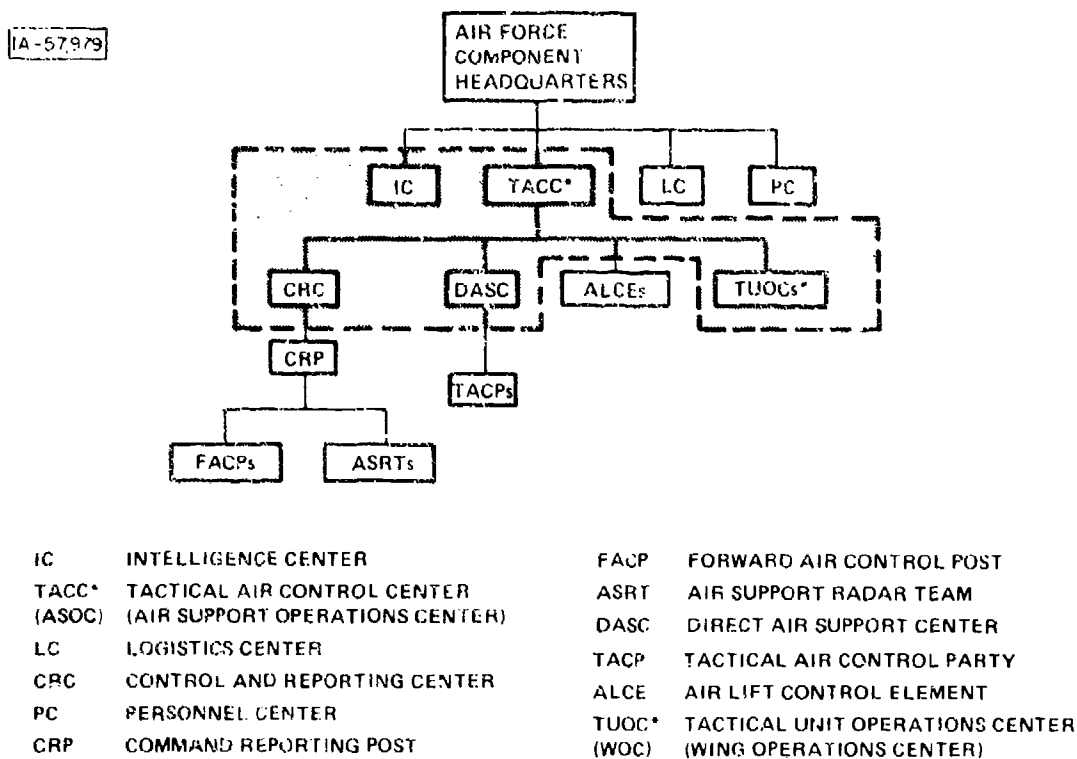 IA-57,979
AIR FORCE
COMPONENT
HEADQUARTERS
IC
TACC*
LC
PC
CRC
DASC
ALCEs
TUOCs*
CRP
TACPs
FACPs
ASRTs
IC INTELLIGENCE CENTER
TACC* TACTICAL AIR CONTROL CENTER
(ASOC) (AIR SUPPORT OPERATIONS CENTER)
LC LOGISTICS CENTER
CRC CONTROL AND REPORTING CENTER
PC PERSONNEL CENTER
CRP COMMAND REPORTING POST
FACP FORWARD AIR CONTROL POST
ASRT AIR SUPPORT RADAR TEAM
DASC DIRECT AIR SUPPORT CENTER
TACP TACTICAL AIR CONTROL PARTY
ALCE AIR LIFT CONTROL ELEMENT
TUOC* TACTICAL UNIT OPERATIONS CENTER
(WOC) (WING OPERATIONS CENTER)